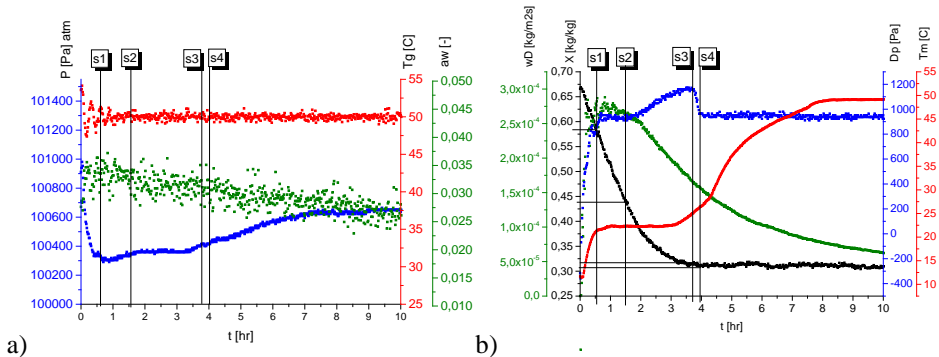 P [Pa] atm
Tg [C]
aw [-]
s1
s2
s3
s4
101400
101200
101000
100800
100600
100400
100200
100000
55
50
45
40
35
30
25
0,050
0,045
0,040
0,035
0,030
0,025
0,020
0,015
0,010
0 1 2 3 4 5 6 7 8 9 10
t [hr]
a)
wD [kg/m2s]
X [kg/kg]
Dp [Pa]
Tm [C]
s1
s2
s3
s4
3,0x10⁻⁴
2,5x10⁻⁴
2,0x10⁻⁴
1,5x10⁻⁴
1,0x10⁻⁴
5,0x10⁻⁵
0,0
0,70
0,65
0,60
0,55
0,50
0,45
0,40
0,35
0,30
0,25
1200
1000
800
600
400
200
0
-200
-400
55
50
45
40
35
30
25
20
15
10
0 1 2 3 4 5 6 7 8 9 10
t [hr]
b)